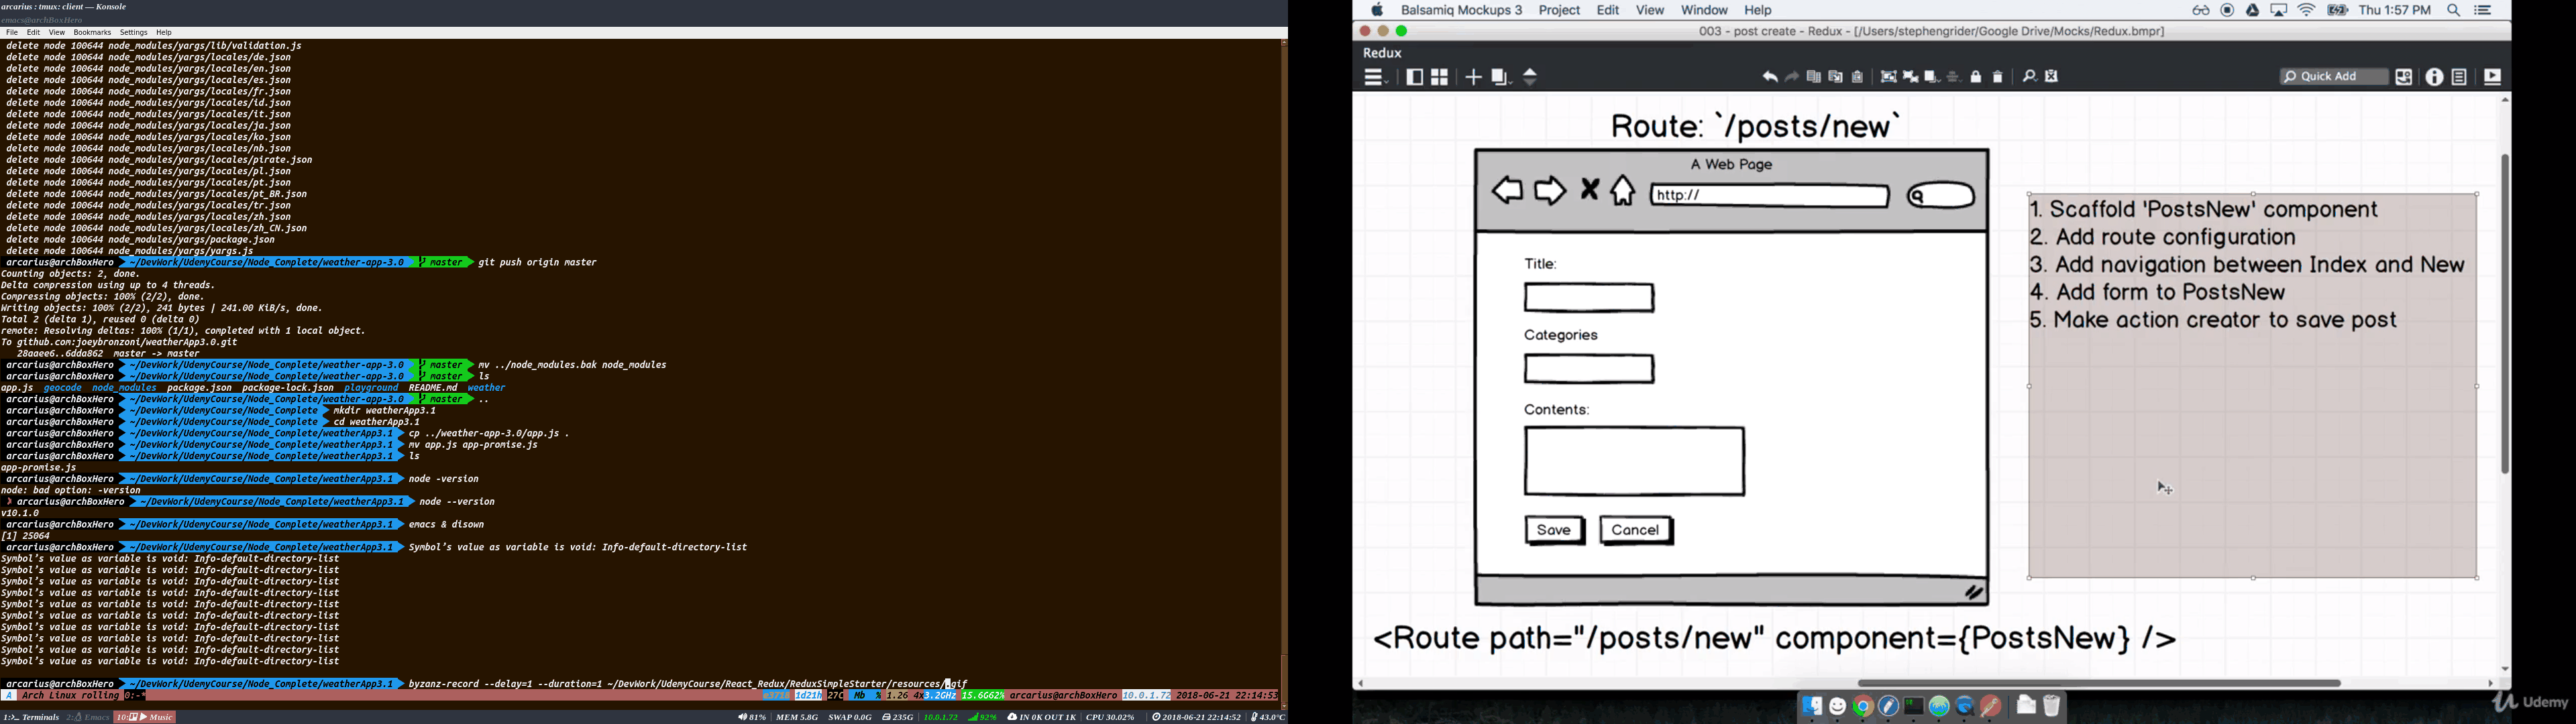 arcarius : tmux: client — Konsole
emacs@archBoxHero
File Edit View Bookmarks Settings Help
delete mode 100644 node_modules/yargs/lib/validation.js
delete mode 100644 node_modules/yargs/locales/de.json
delete mode 100644 node_modules/yargs/locales/en.json
delete mode 100644 node_modules/yargs/locales/es.json
delete mode 100644 node_modules/yargs/locales/fr.json
delete mode 100644 node_modules/yargs/locales/id.json
delete mode 100644 node_modules/yargs/locales/it.json
delete mode 100644 node_modules/yargs/locales/ja.json
delete mode 100644 node_modules/yargs/locales/ko.json
delete mode 100644 node_modules/yargs/locales/nb.json
delete mode 100644 node_modules/yargs/locales/pirate.json
delete mode 100644 node_modules/yargs/locales/pl.json
delete mode 100644 node_modules/yargs/locales/pt.json
delete mode 100644 node_modules/yargs/locales/pt_BR.json
delete mode 100644 node_modules/yargs/locales/tr.json
delete mode 100644 node_modules/yargs/locales/zh.json
delete mode 100644 node_modules/yargs/locales/zh_CN.json
delete mode 100644 node_modules/yargs/package.json
delete mode 100644 node_modules/yargs/yargs.js
arcarius@archBoxHero ~/DevWork/UdemyCourse/Node_Complete/weather-app-3.0 master git push origin master
Counting objects: 2, done.
Delta compression using up to 4 threads.
Compressing objects: 100% (2/2), done.
Writing objects: 100% (2/2), 241 bytes | 241.00 KiB/s, done.
Total 2 (delta 1), reused 0 (delta 0)
remote: Resolving deltas: 100% (1/1), completed with 1 local object.
To github.com:joeybronzoni/weatherApp3.0.git
28aaee6..6dda862 master -> master
arcarius@archBoxHero ~/DevWork/UdemyCourse/Node_Complete/weather-app-3.0 master mv ../node_modules.bak node_modules
arcarius@archBoxHero ~/DevWork/UdemyCourse/Node_Complete/weather-app-3.0 master ls
app.js geocode node_modules package.json package-lock.json playground README.md weather
arcarius@archBoxHero ~/DevWork/UdemyCourse/Node_Complete/weather-app-3.0 master ..
arcarius@archBoxHero ~/DevWork/UdemyCourse/Node_Complete mkdir weatherApp3.1
arcarius@archBoxHero ~/DevWork/UdemyCourse/Node_Complete cd weatherApp3.1
arcarius@archBoxHero ~/DevWork/UdemyCourse/Node_Complete/weatherApp3.1 cp ../weather-app-3.0/app.js .
arcarius@archBoxHero ~/DevWork/UdemyCourse/Node_Complete/weatherApp3.1 mv app.js app-promise.js
arcarius@archBoxHero ~/DevWork/UdemyCourse/Node_Complete/weatherApp3.1 ls
app-promise.js
arcarius@archBoxHero ~/DevWork/UdemyCourse/Node_Complete/weatherApp3.1 node -version
node: bad option: -version
arcarius@archBoxHero ~/DevWork/UdemyCourse/Node_Complete/weatherApp3.1 node --version
v10.1.0
arcarius@archBoxHero ~/DevWork/UdemyCourse/Node_Complete/weatherApp3.1 emacs & disown
[1] 25064
arcarius@archBoxHero ~/DevWork/UdemyCourse/Node_Complete/weatherApp3.1 Symbol's value as variable is void: Info-default-directory-list
Symbol's value as variable is void: Info-default-directory-list
Symbol's value as variable is void: Info-default-directory-list
Symbol's value as variable is void: Info-default-directory-list
Symbol's value as variable is void: Info-default-directory-list
Symbol's value as variable is void: Info-default-directory-list
Symbol's value as variable is void: Info-default-directory-list
Symbol's value as variable is void: Info-default-directory-list
Symbol's value as variable is void: Info-default-directory-list
Symbol's value as variable is void: Info-default-directory-list
Symbol's value as variable is void: Info-default-directory-list
arcarius@archBoxHero ~/DevWork/UdemyCourse/Node_Complete/weatherApp3.1 byzanz-record --delay=1 --duration=1 ~/DevWork/UdemyCourse/React_Redux/ReduxSimpleStarter/resources/.gif
A Arch Linux rolling 0:-* 1d21h 27C Mb % 1.26 4x3.2GHz 15.6G62% arcarius@archBoxHero 10.0.1.72 2018-06-21 22:14:53
1:>_ Terminals 2: Emacs 10: Music 81% | MEM 5.8G SWAP 0.0G 235G | 10.0.1.72 92% | IN 0K OUT 1K | CPU 30.02% | 2018-06-21 22:14:52 | 43.0°C
Balsamiq Mockups 3 Project Edit View Window Help Thu 1:57 PM
003 - post create - Redux - [/Users/stephengrider/Google Drive/Mocks/Redux.bmpr]
Redux
Quick Add
Route: `/posts/new`
A Web Page
http://
Title:
Categories
Contents:
Save Cancel
1. Scaffold 'PostsNew' component
2. Add route configuration
3. Add navigation between Index and New
4. Add form to PostsNew
5. Make action creator to save post
<Route path="/posts/new" component={PostsNew} />
Udemy